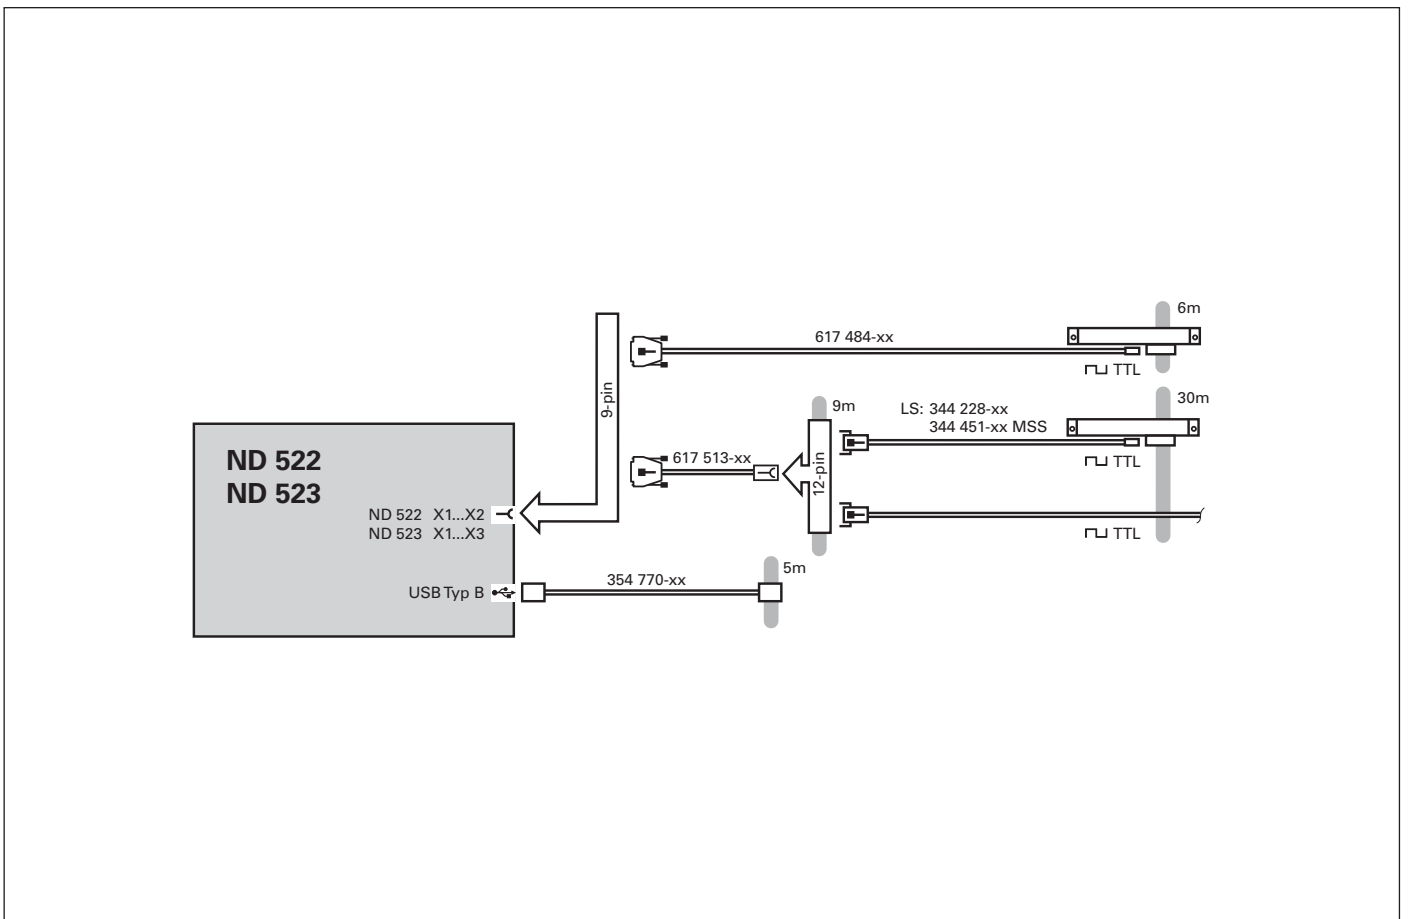 ND 522
ND 523
ND 522 X1...X2
ND 523 X1...X3
USB Typ B
9-pin
617 484-xx
6m
TTL
617 513-xx
12-pin
9m
LS: 344 228-xx
344 451-xx MSS
30m
TTL
TTL
354 770-xx
5m